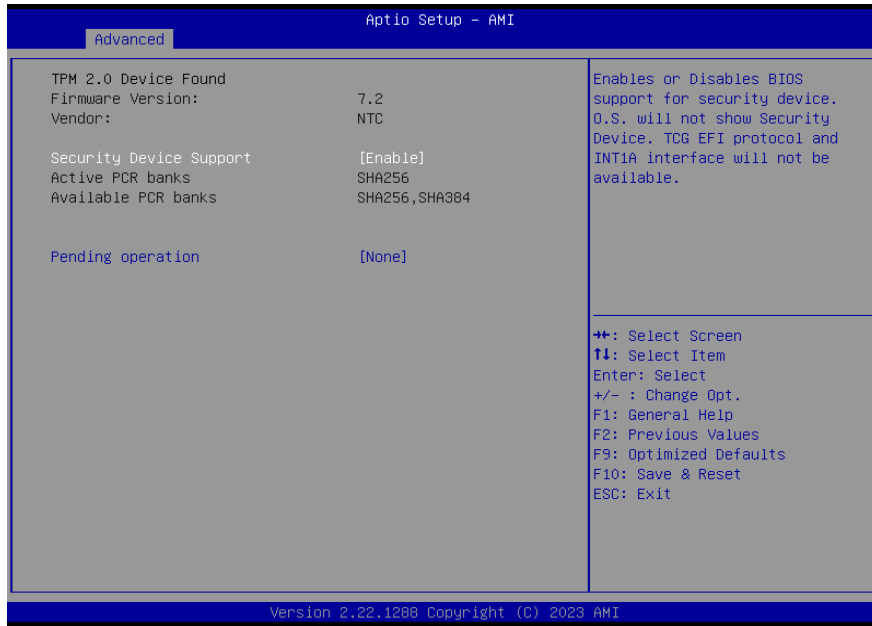 Aptio Setup – AMI
Advanced
TPM 2.0 Device Found
Firmware Version: 7.2
Vendor: NTC
Security Device Support [Enable]
Active PCR banks SHA256
Available PCR banks SHA256,SHA384
Pending operation [None]
Enables or Disables BIOS
support for security device.
O.S. will not show Security
Device. TCG EFI protocol and
INT1A interface will not be
available.
→←: Select Screen
↑↓: Select Item
Enter: Select
+/- : Change Opt.
F1: General Help
F2: Previous Values
F9: Optimized Defaults
F10: Save & Reset
ESC: Exit
Version 2.22.1288 Copyright (C) 2023 AMI